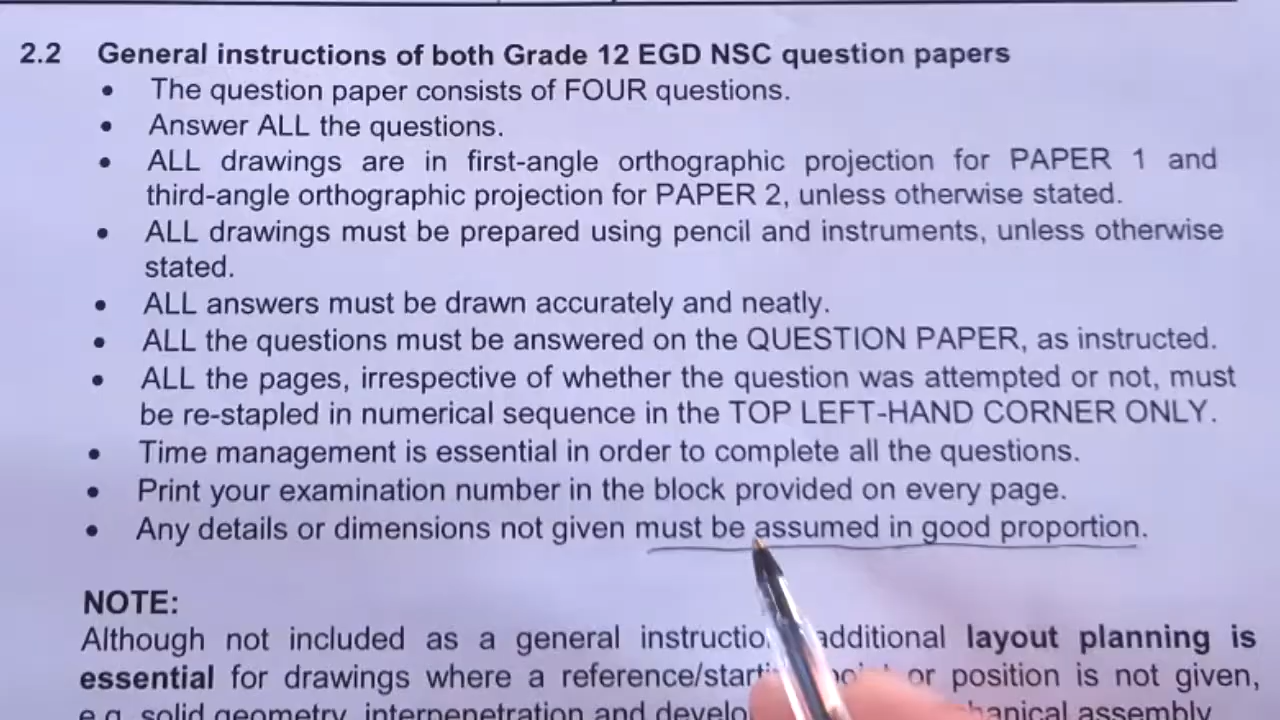 2.2 General instructions of both Grade 12 EGD NSC question papers
• The question paper consists of FOUR questions.
• Answer ALL the questions.
• ALL drawings are in first-angle orthographic projection for PAPER 1 and
third-angle orthographic projection for PAPER 2, unless otherwise stated.
• ALL drawings must be prepared using pencil and instruments, unless otherwise
stated.
• ALL answers must be drawn accurately and neatly.
• ALL the questions must be answered on the QUESTION PAPER, as instructed.
• ALL the pages, irrespective of whether the question was attempted or not, must
be re-stapled in numerical sequence in the TOP LEFT-HAND CORNER ONLY.
• Time management is essential in order to complete all the questions.
• Print your examination number in the block provided on every page.
• Any details or dimensions not given must be assumed in good proportion.
NOTE:
Although not included as a general additional layout planning is
essential for drawings where a or position is not given,
e.g. solid geometry, interpenetration and assembly